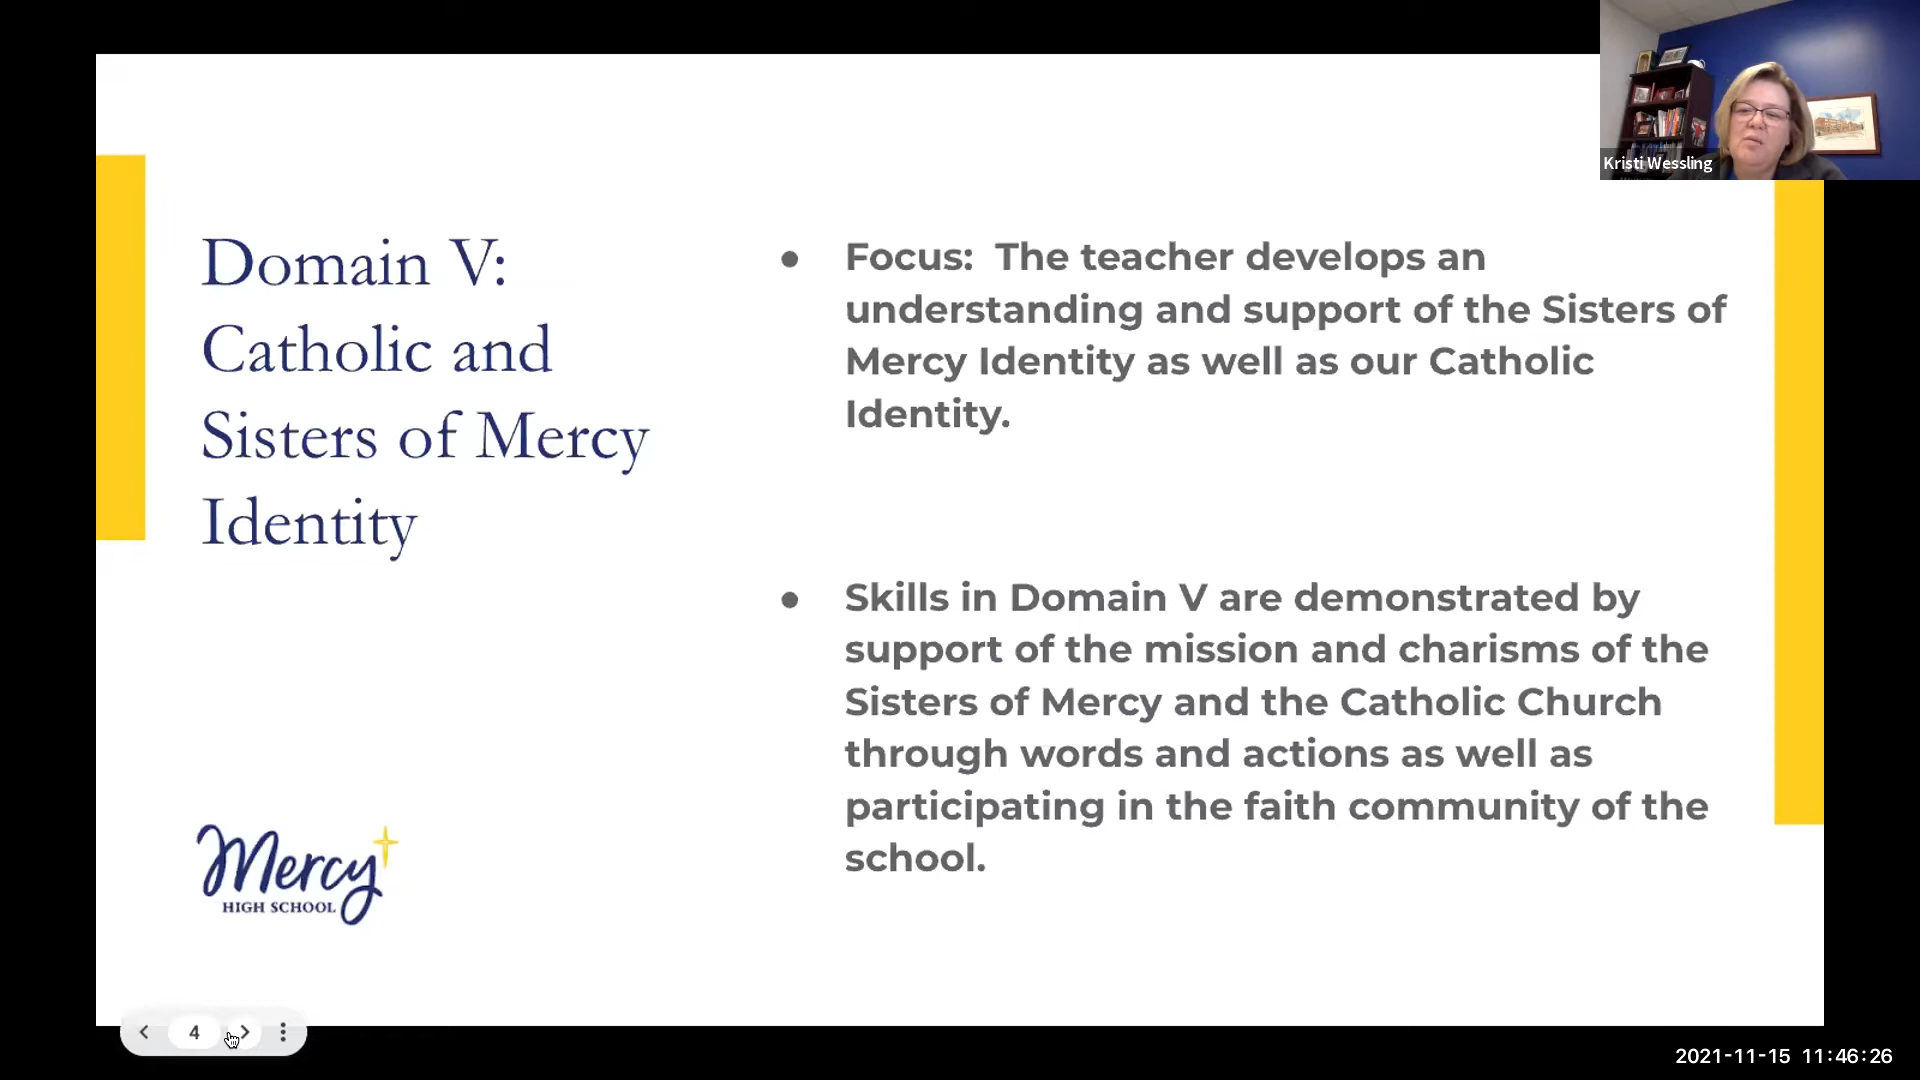 Kristi Wessling
Domain V:
Catholic and
Sisters of Mercy
Identity
● Focus:  The teacher develops an
understanding and support of the Sisters of
Mercy Identity as well as our Catholic
Identity.
● Skills in Domain V are demonstrated by
support of the mission and charisms of the
Sisters of Mercy and the Catholic Church
through words and actions as well as
participating in the faith community of the
school.
Mercy
HIGH SCHOOL
4
2021-11-15 11:46:26